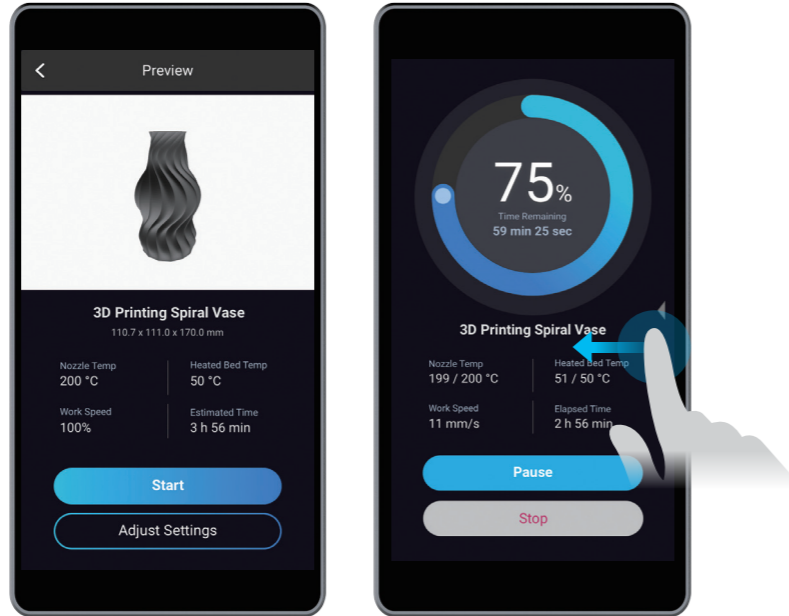 Preview
3D Printing Spiral Vase
110.7 x 111.0 x 170.0 mm
Nozzle Temp
200 °C
Heated Bed Temp
50 °C
Work Speed
100%
Estimated Time
3 h 56 min
Start
Adjust Settings
75%
Time Remaining
59 min 25 sec
3D Printing Spiral Vase
Nozzle Temp
199 / 200 °C
Heated Bed Temp
51 / 50 °C
Work Speed
11 mm/s
Elapsed Time
2 h 56 min
Pause
Stop